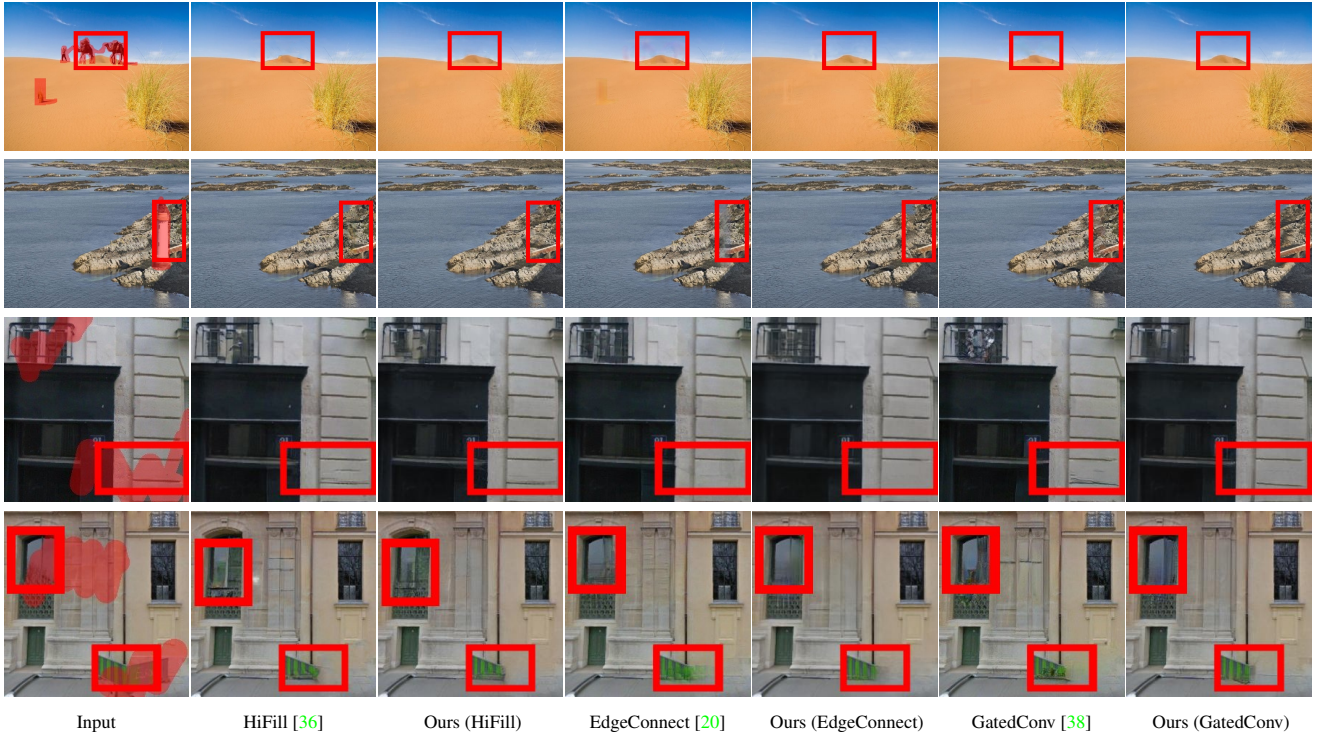 Input HiFill [36] Ours (HiFill) EdgeConnect [20] Ours (EdgeConnect) GatedConv [38] Ours (GatedConv)